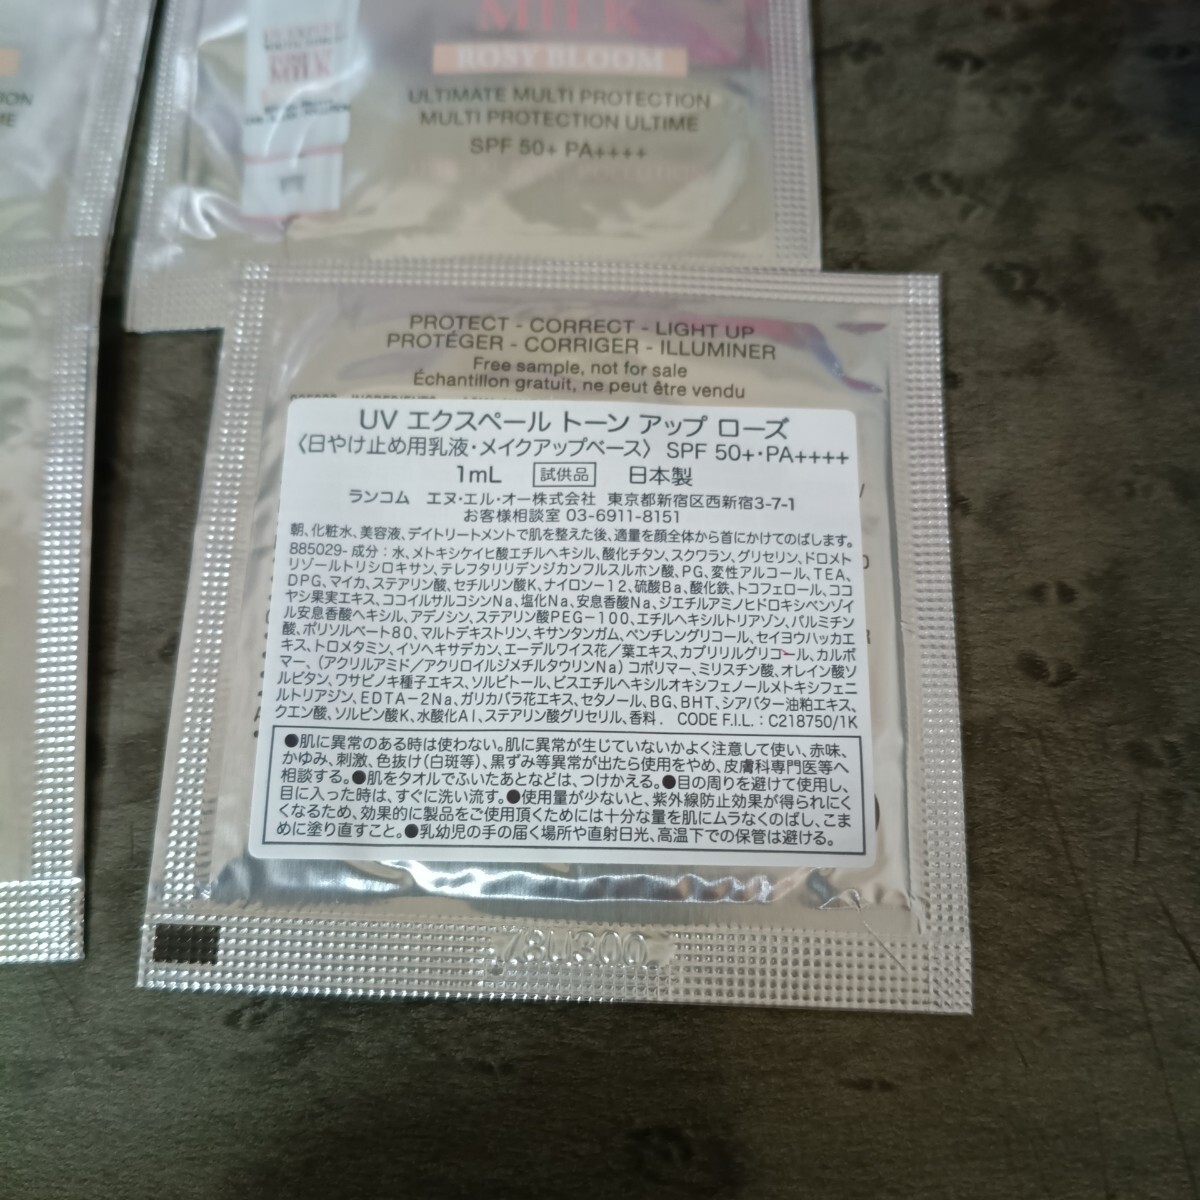 MILK
ROSY BLOOM
ULTIMATE MULTI PROTECTION
MULTI PROTECTION ULTIME
SPF 50+ PA++++
MILK
PROTECT - CORRECT - LIGHT UP
PROTÉGER - CORRIGER - ILLUMINER
Free sample, not for sale
Échantillon gratuit, ne peut être vendu
UV エクスペール トーン アップ ローズ
〈日やけ止め用乳液・メイクアップベース〉 SPF 50+・PA++++
1mL 試供品 日本製
ランコム エヌ・エル・オー株式会社 東京都新宿区西新宿3-7-1
お客様相談室 03-6911-8151
朝、化粧水、美容液、デイトリートメントで肌を整えた後、適量を顔全体から首にかけてのばします。
885029- 成分：水、メトキシケイヒ酸エチルヘキシル、酸化チタン、スクワラン、グリセリン、ドロメト
リゾールトリシロキサン、テレフタリリデンジカンフルスルホン酸、PG、変性アルコール、TEA、
DPG、マイカ、ステアリン酸、セチルリン酸K、ナイロン－12、硫酸Ba、酸化鉄、トコフェロール、ココ
ヤシ果実エキス、ココイルサルコシンNa、塩化Na、安息香酸Na、ジエチルアミノヒドロキシベンゾイ
ル安息香酸ヘキシル、アデノシン、ステアリン酸PEG－100、エチルヘキシルトリアゾン、パルミチン
酸、ポリソルベート80、マルトデキストリン、キサンタンガム、ペンチレングリコール、セイヨウハッカエ
キス、トロメタミン、イソヘキサデカン、エーデルワイス花／葉エキス、カプリリルグリコール、カルボ
マー、（アクリルアミド／アクリロイルジメチルタウリンNa）コポリマー、ミリスチン酸、オレイン酸ソ
ルビタン、ワサビノキ種子エキス、ソルビトール、ビスエチルヘキシルオキシフェノールメトキシフェニ
ルトリアジン、EDTA－2Na、ガリカバラ花エキス、セタノール、BG、BHT、シアバター油粕エキス、
クエン酸、ソルビン酸K、水酸化Al、ステアリン酸グリセリル、香料． CODE F.I.L. : C218750/1K
●肌に異常のある時は使わない。肌に異常が生じていないかよく注意して使い、赤味、
かゆみ、刺激、色抜け(白斑等)、黒ずみ等異常が出たら使用をやめ、皮膚科専門医等へ
相談する。●肌をタオルでふいたあとなどは、つけかえる。●目の周りを避けて使用し、
目に入った時は、すぐに洗い流す。●使用量が少ないと、紫外線防止効果が得られにく
くなるため、効果的に製品をご使用頂くためには十分な量を肌にムラなくのばし、こま
めに塗り直すこと。●乳幼児の手の届く場所や直射日光、高温下での保管は避ける。
78U300